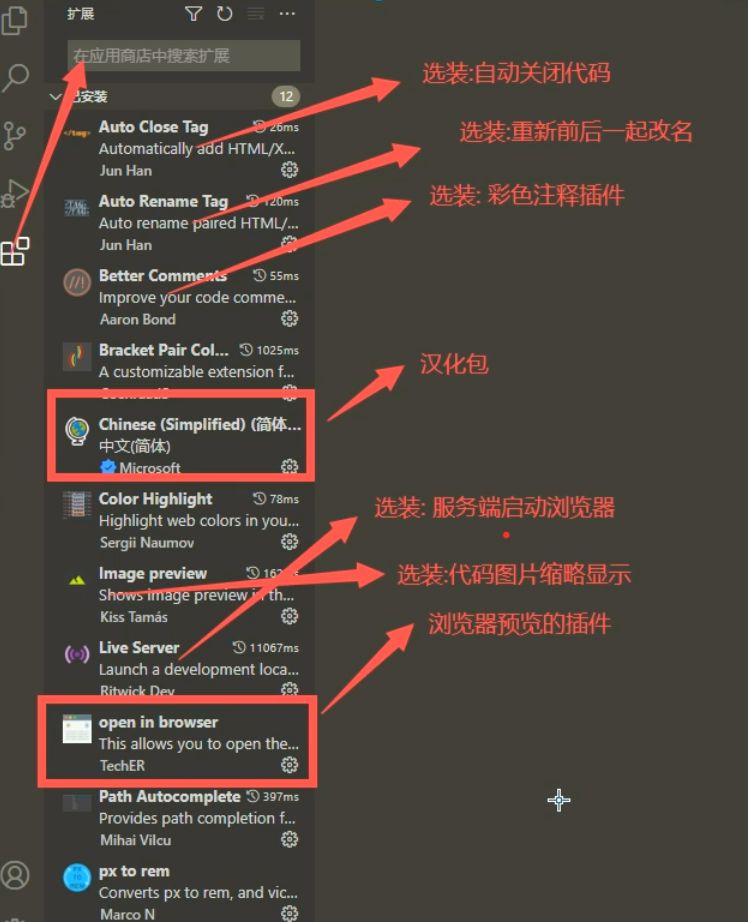 扩展
在应用商店中搜索扩展
已安装
12
选装:自动关闭代码
Auto Close Tag 26ms
Automatically add HTML/X...
Jun Han
选装:重新前后一起改名
Auto Rename Tag 120ms
Auto rename paired HTML/...
Jun Han
选装: 彩色注释插件
Better Comments 55ms
Improve your code comme...
Aaron Bond
Bracket Pair Col... 1025ms
A customizable extension f...
汉化包
Chinese (Simplified) (简体...
中文(简体)
Microsoft
Color Highlight 78ms
Highlight web colors in you...
Sergii Naumov
选装: 服务端启动浏览器
Image preview
Shows image preview in th...
Kiss Tamás
选装:代码图片缩略显示
Live Server 11067ms
Launch a development loca...
Ritwick Dey
浏览器预览的插件
open in browser
This allows you to open the...
TechER
Path Autocomplete 397ms
Provides path completion f...
Mihai Vilcu
PX TO REM
px to rem
Converts px to rem, and vic...
Marco N